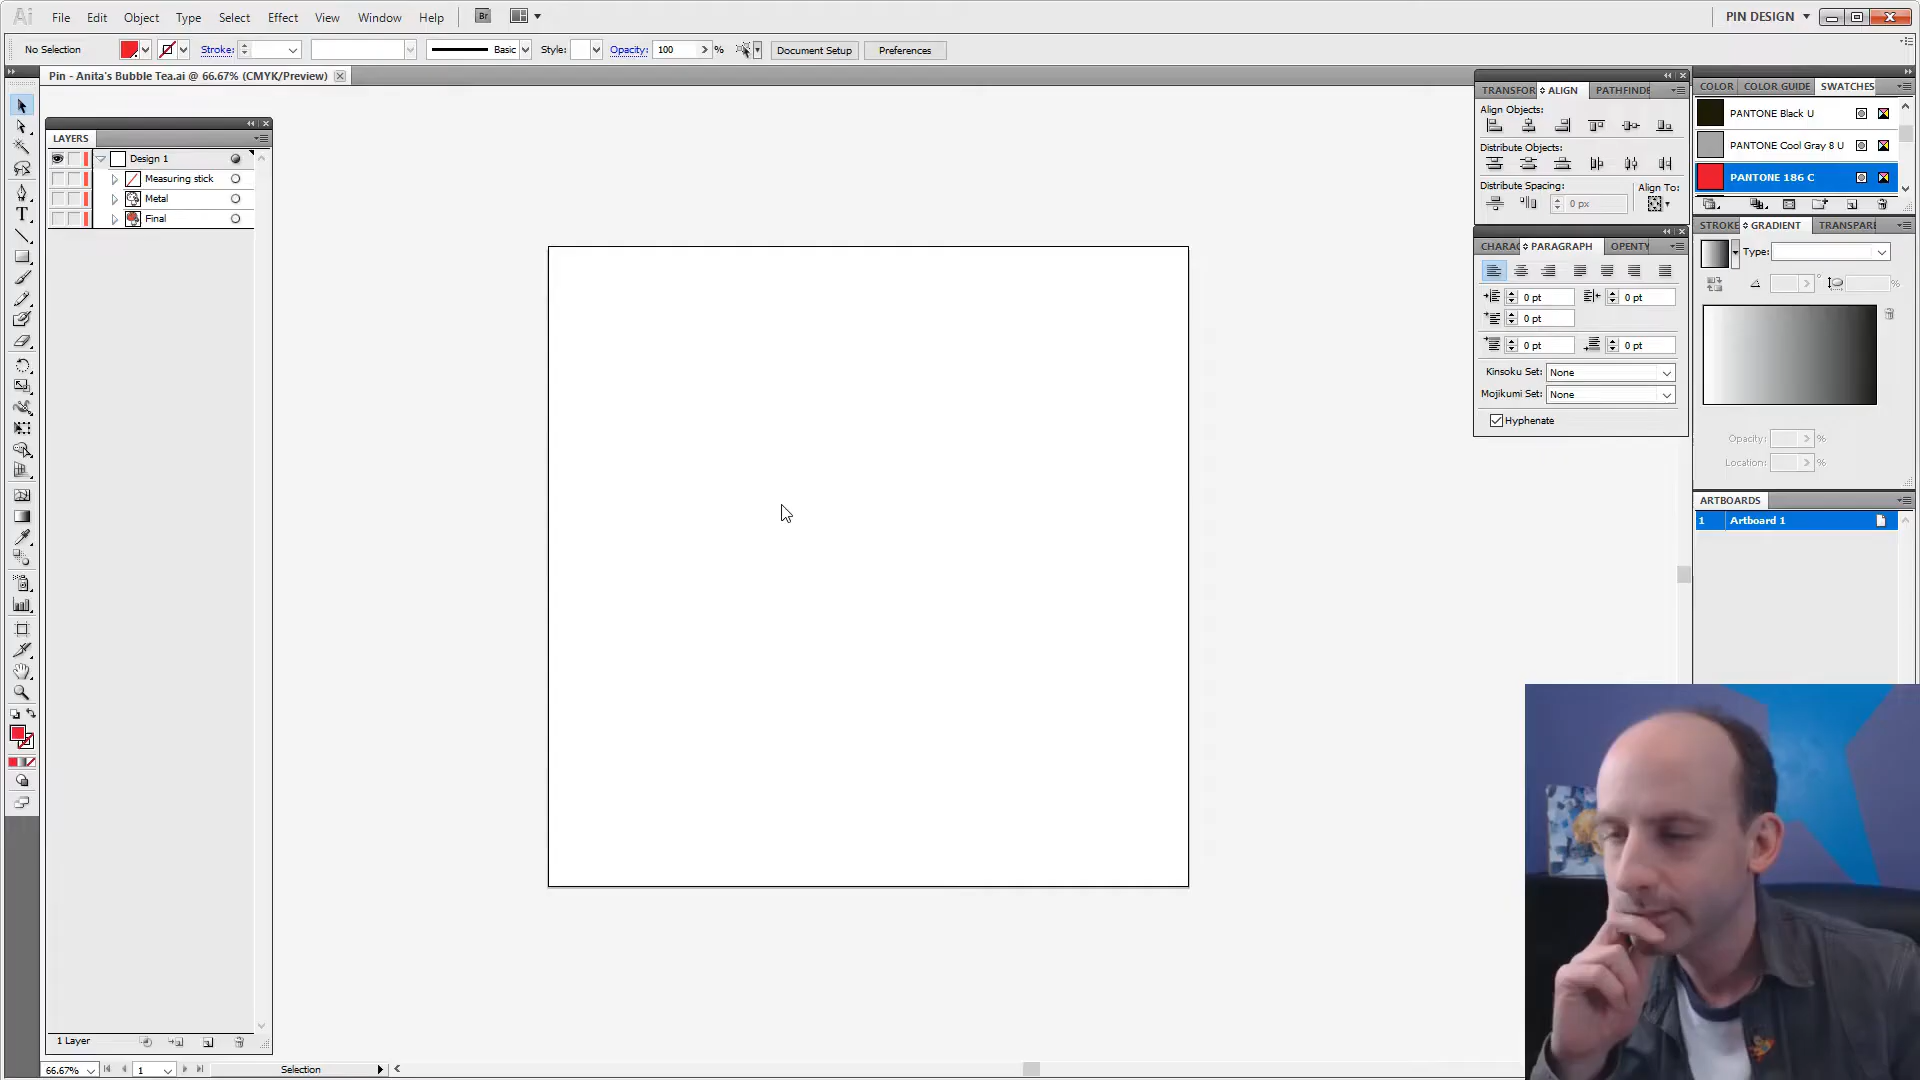 Ai File Edit Object Type Select Effect View Window Help Br PIN DESIGN
No Selection Stroke: Basic Style: Opacity: 100 % Document Setup Preferences
Pin - Anita's Bubble Tea.ai @ 66.67% (CMYK/Preview)
LAYERS
Design 1
Measuring stick
Metal
Final
1 Layer
66.67% 1 Selection
TRANSFOR ALIGN PATHFINDE
Align Objects:
Distribute Objects:
Distribute Spacing: Align To:
0 px
CHARAC PARAGRAPH OPENTY
0 pt 0 pt
0 pt
0 pt 0 pt
Kinsoku Set: None
Mojikumi Set: None
Hyphenate
COLOR COLOR GUIDE SWATCHES
PANTONE Black U
PANTONE Cool Gray 8 U
PANTONE 186 C
STROKE GRADIENT TRANSPARE
Type:
°
%
Opacity: %
Location: %
ARTBOARDS
1 Artboard 1